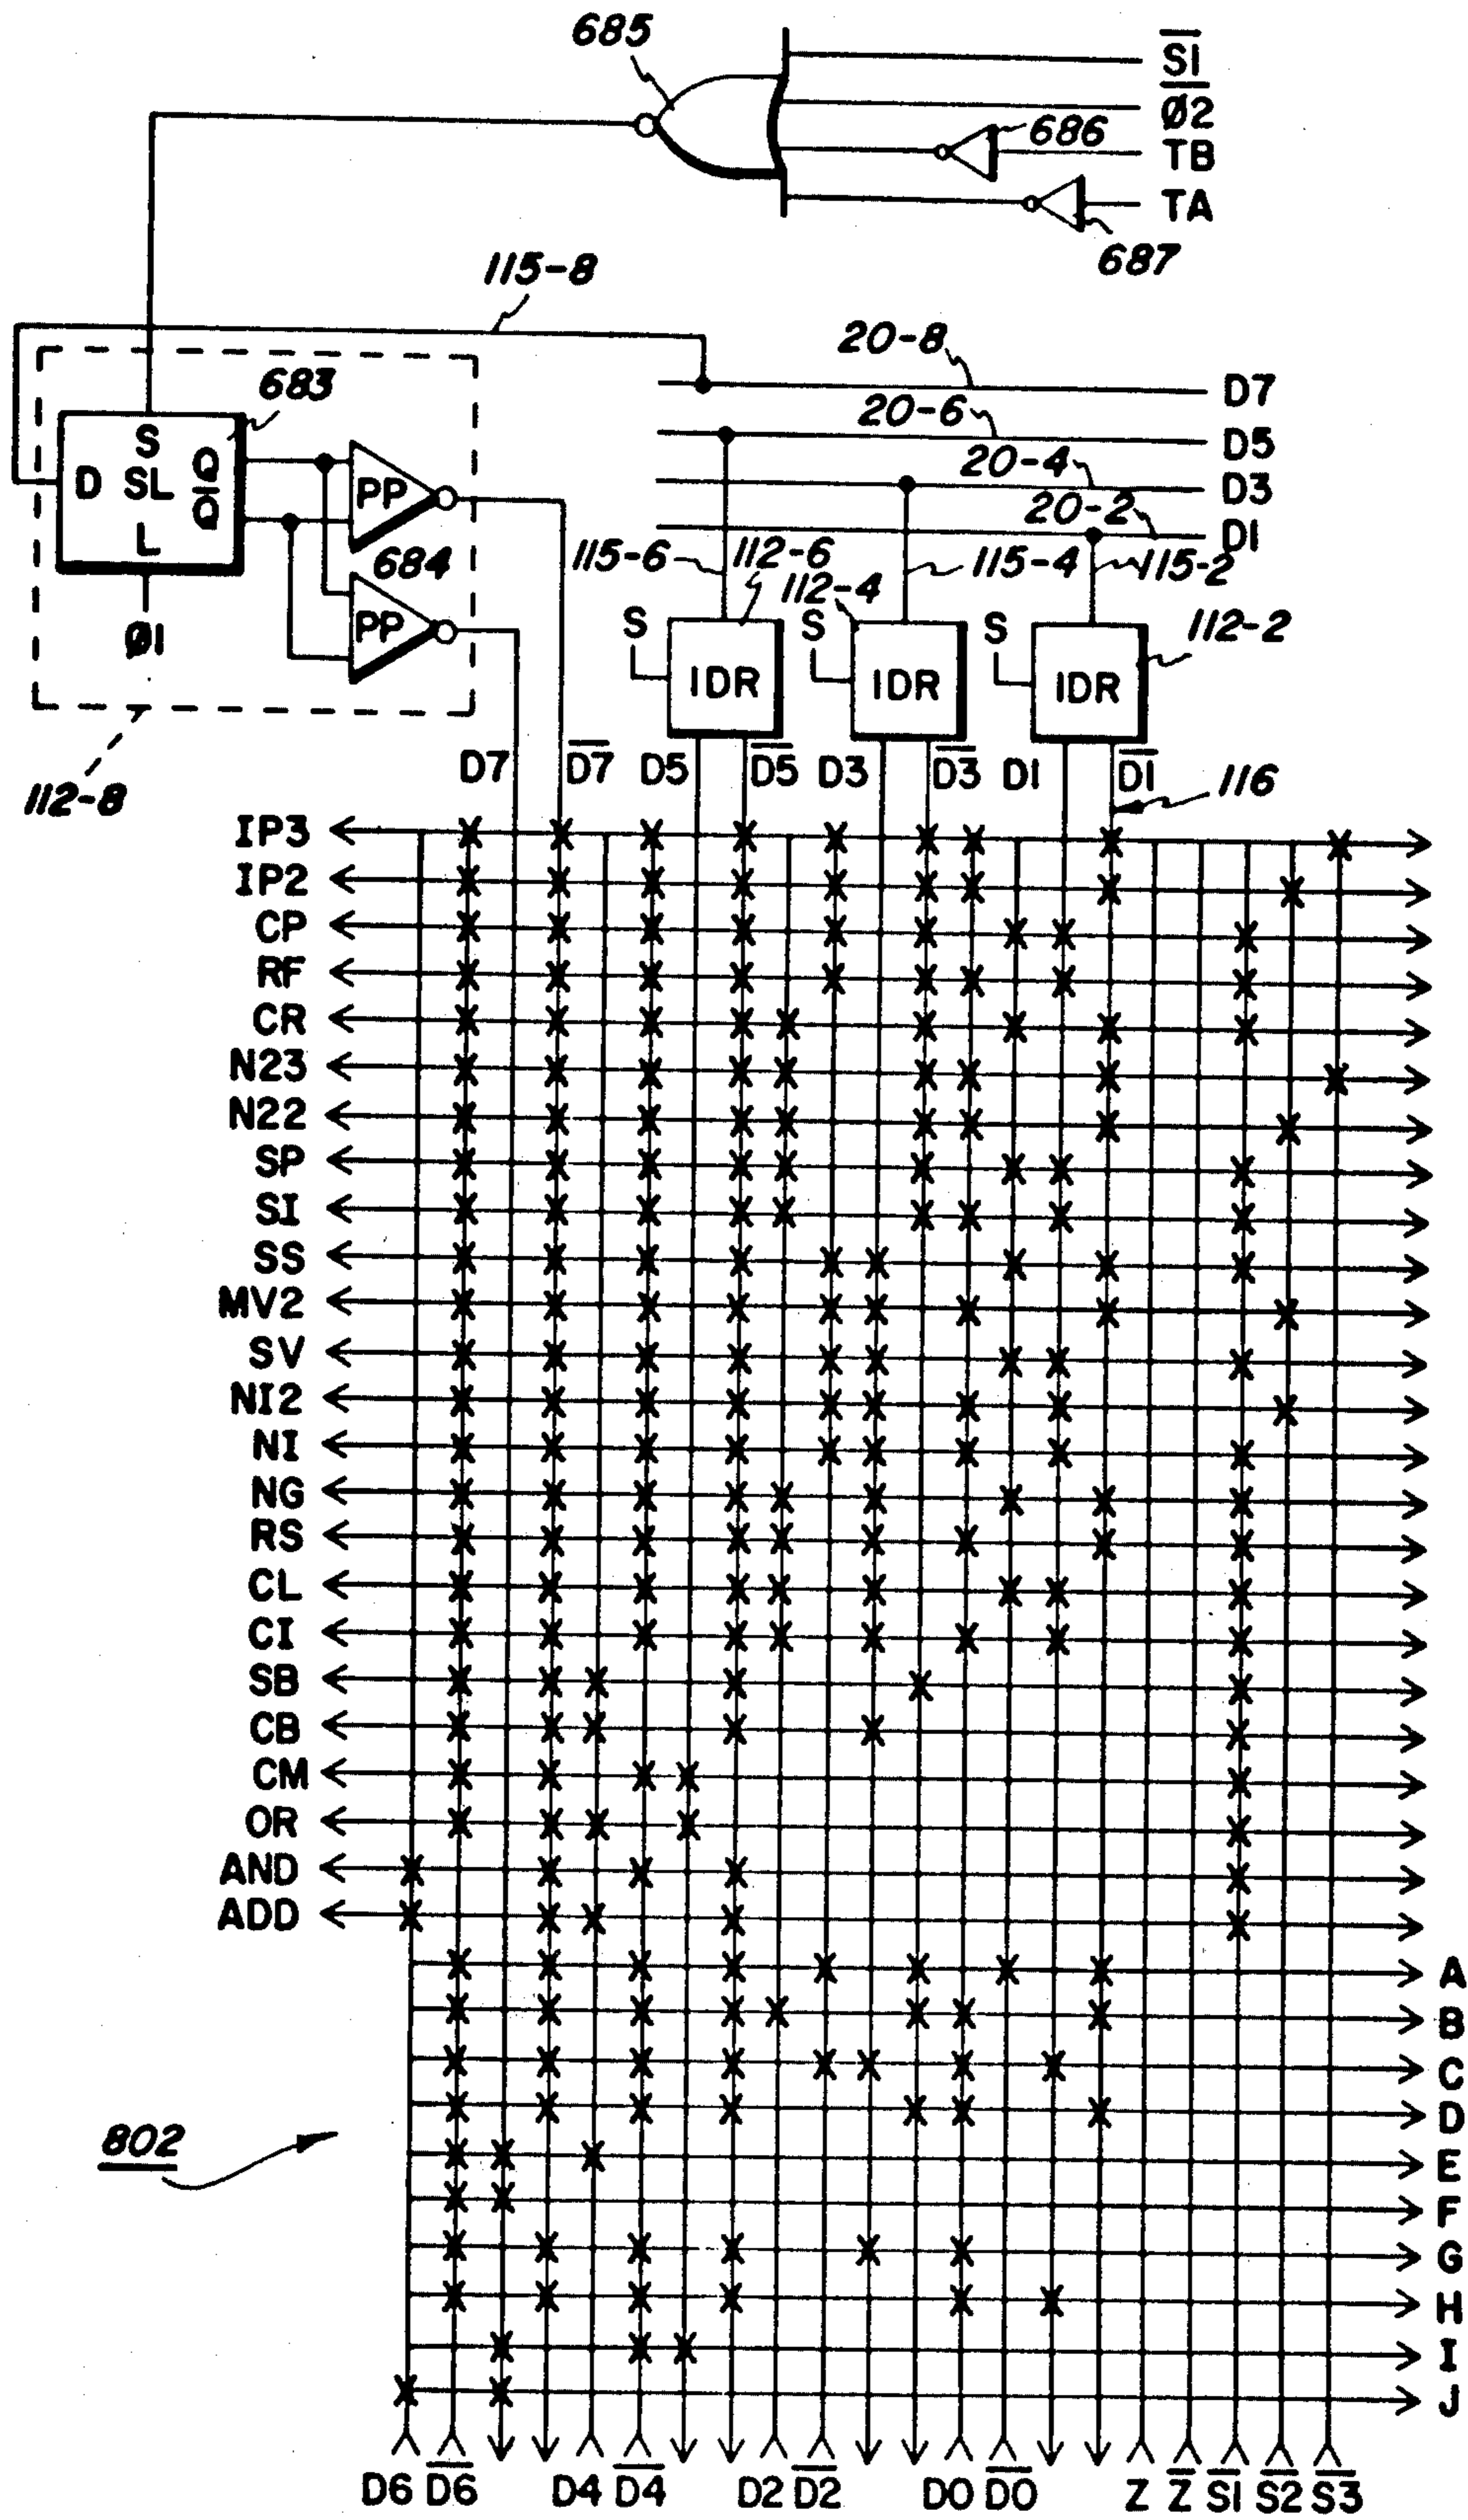 685
S̅1̅
Ø̅2̅
686
TB
TA
687
115-8
20-8
D7
683
20-6
D5
S
D SL Q
Q̅
L
PP
20-4
D3
20-2
D1
684
115-6
112-6
115-4
115-2
112-4
Ø1
PP
S
S
S
112-2
IDR
IDR
IDR
112-8
D7
D̅7̅
D5
D̅5̅
D3
D̅3̅
D1
D̅1̅
116
IP3
IP2
CP
RF
CR
N23
N22
SP
SI
SS
MV2
SV
NI2
NI
NG
RS
CL
CI
SB
CB
CM
OR
AND
ADD
A
B
C
802
D
E
F
G
H
I
J
D6 D̅6̅ D4 D̅4̅ D2 D̅2̅ D0 D̅0̅ Z Z̅ S̅1̅ S̅2̅ S̅3̅